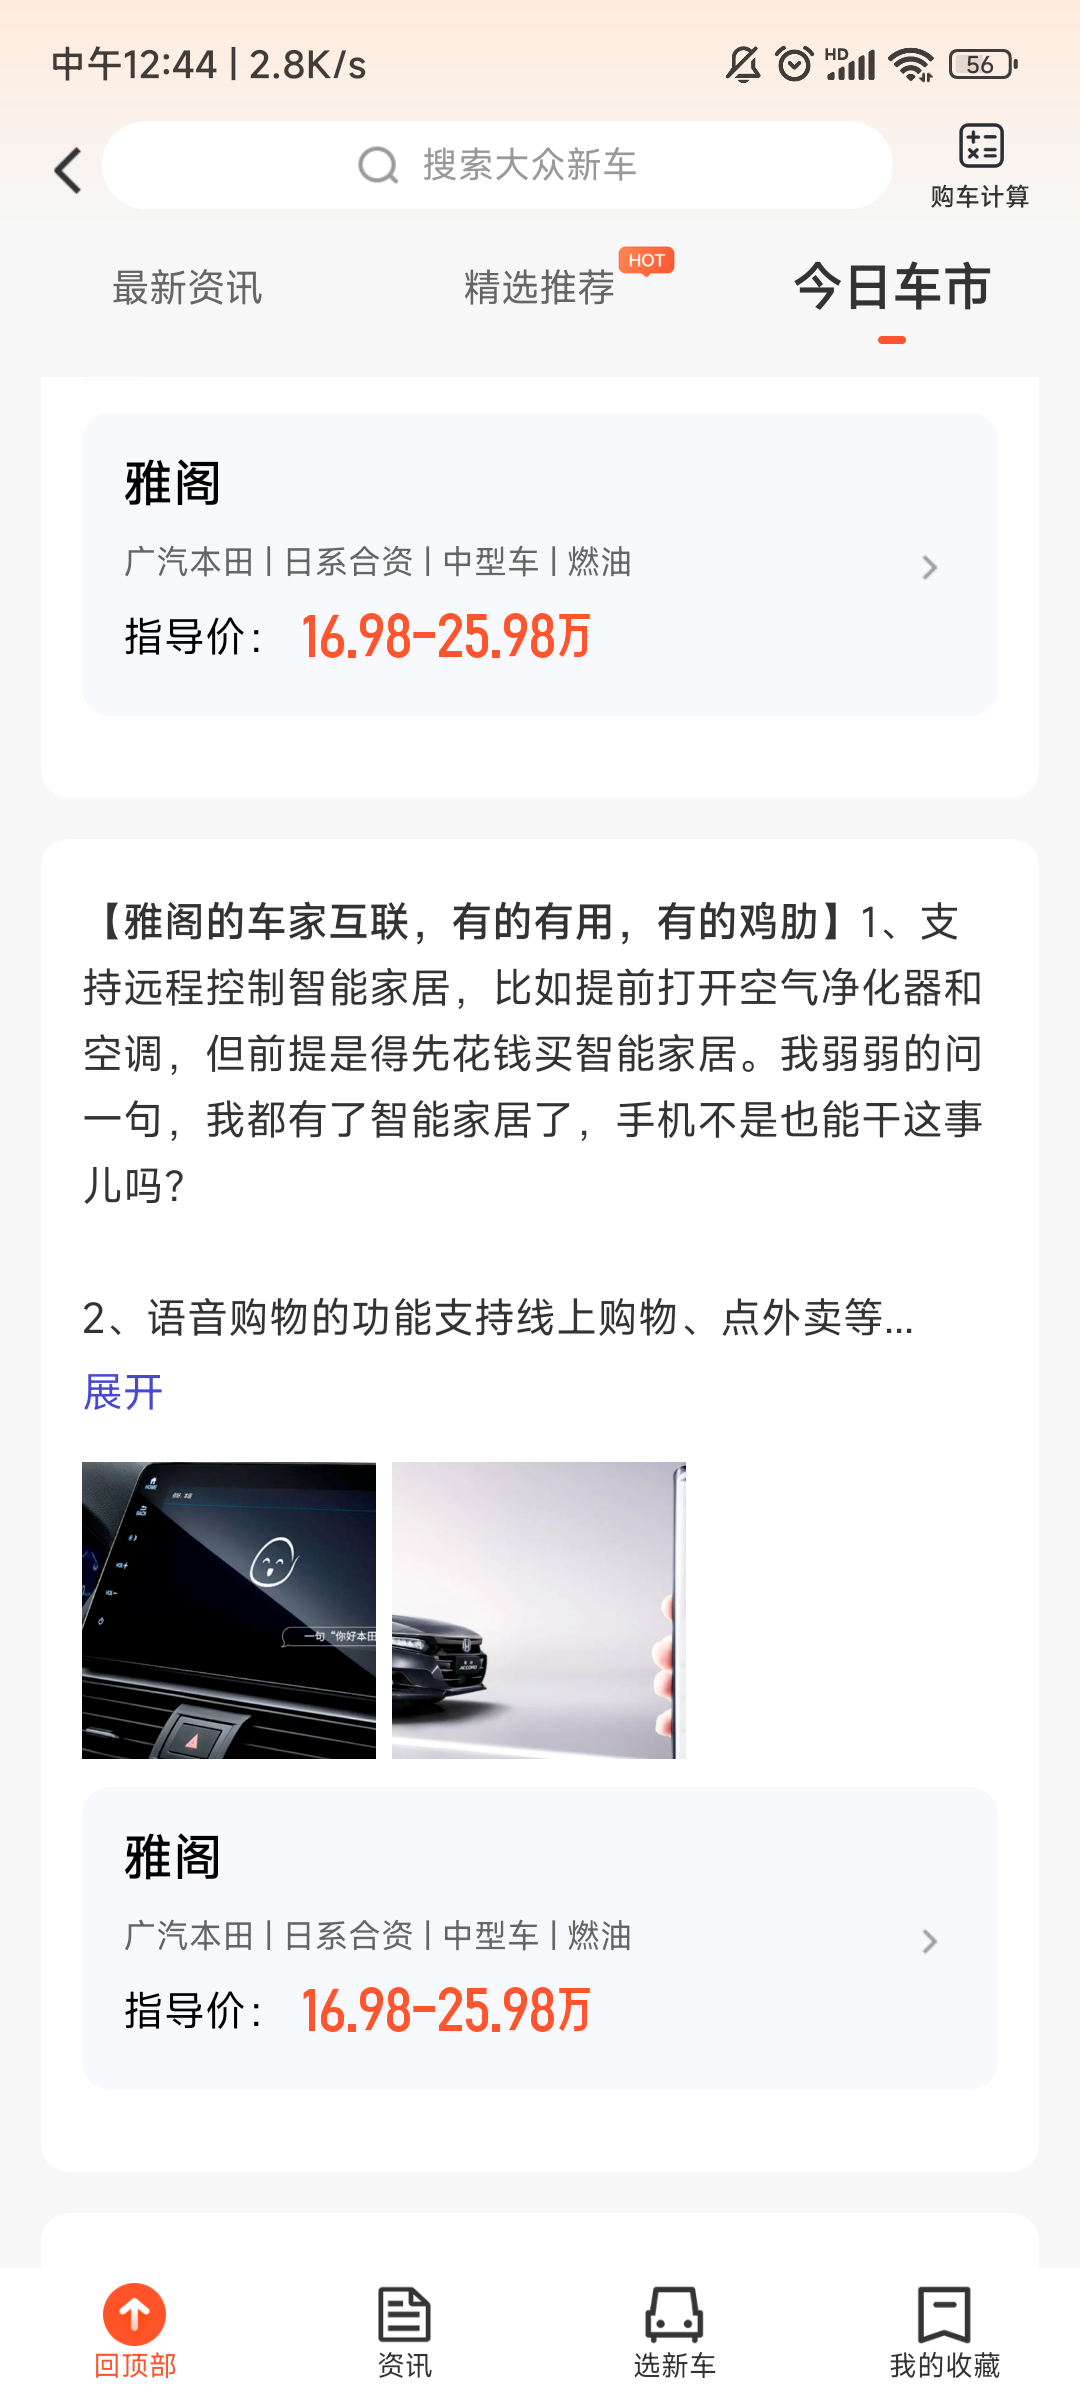 中午12:44 | 2.8K/s
HD
56
搜索大众新车
购车计算
最新资讯
精选推荐
HOT
今日车市
雅阁
广汽本田 | 日系合资 | 中型车 | 燃油
指导价： 16.98-25.98万
【雅阁的车家互联，有的有用，有的鸡肋】1、支
持远程控制智能家居，比如提前打开空气净化器和
空调，但前提是得先花钱买智能家居。我弱弱的问
一句，我都有了智能家居了，手机不是也能干这事
儿吗？
2、语音购物的功能支持线上购物、点外卖等...
展开
HOME
BACK
VOL+
VOL-
一句“你好本田
ACCORD
雅阁
广汽本田 | 日系合资 | 中型车 | 燃油
指导价： 16.98-25.98万
回顶部
资讯
选新车
我的收藏